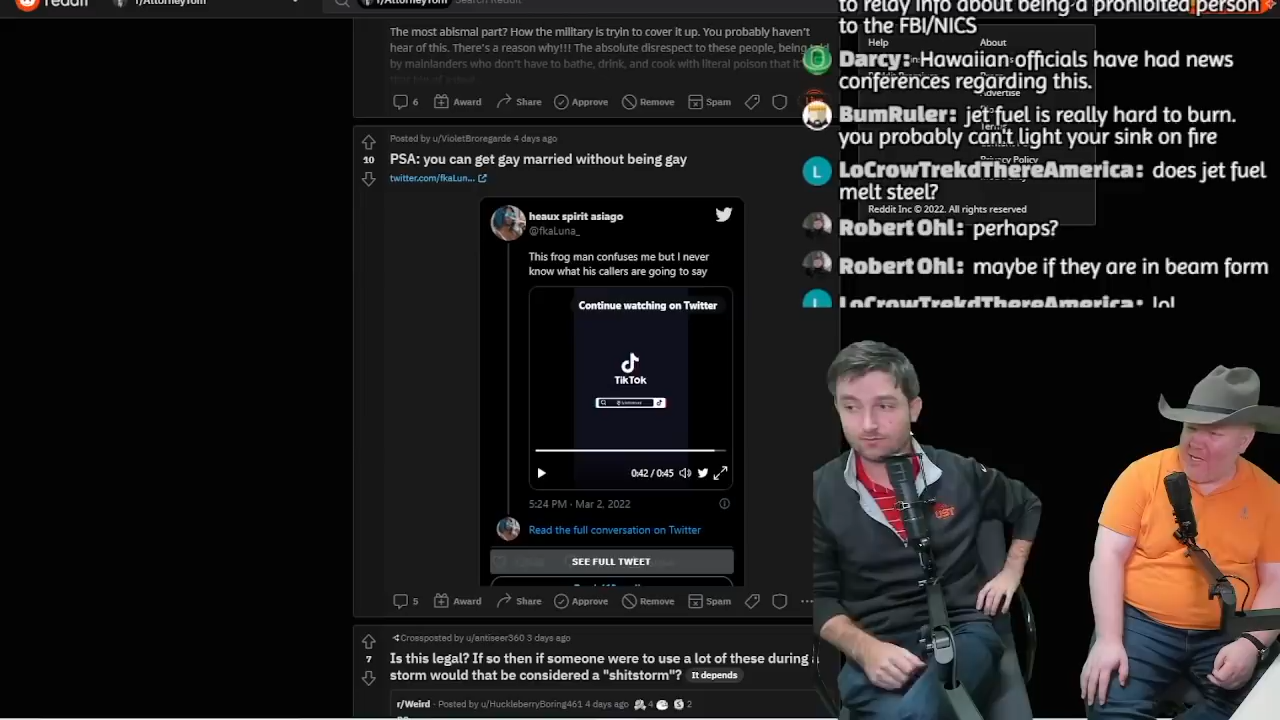 reddit
r/AttorneyTom
r/AttorneyTom
Search Reddit
The most abismal part? How the military is tryin to cover it up. You probably haven't
hear of this. There's a reason why!!! The absolute disrespect to these people, being told
by mainlanders who don't have to bathe, drink, and cook with literal poison that it's
6 Award Share Approve Remove Spam
Posted by u/VioletBroregarde 4 days ago
10
PSA: you can get gay married without being gay
twitter.com/fkaLun...
heaux spirit asiago
@fkaLuna_
This frog man confuses me but I never
know what his callers are going to say
Continue watching on Twitter
TikTok
0:42 / 0:45
5:24 PM · Mar 2, 2022
Read the full conversation on Twitter
SEE FULL TWEET
5 Award Share Approve Remove Spam
Crossposted by u/antiseer360 3 days ago
7
Is this legal? If so then if someone were to use a lot of these during a
storm would that be considered a "shitstorm"? It depends
r/Weird · Posted by u/HuckleberryBoring461 4 days ago 4 2
to relay info about being a prohibited person
to the FBI/NICS
Help About
Darcy: Hawaiian officials have had news
conferences regarding this.
Advertise
BumRuler: jet fuel is really hard to burn.
you probably can't light your sink on fire
Privacy Policy
LoCrowTrekdThereAmerica: does jet fuel
melt steel?
Reddit Inc © 2022. All rights reserved
Robert Ohl: perhaps?
Robert Ohl: maybe if they are in beam form
LoCrowTrekdThereAmerica: lol
UST